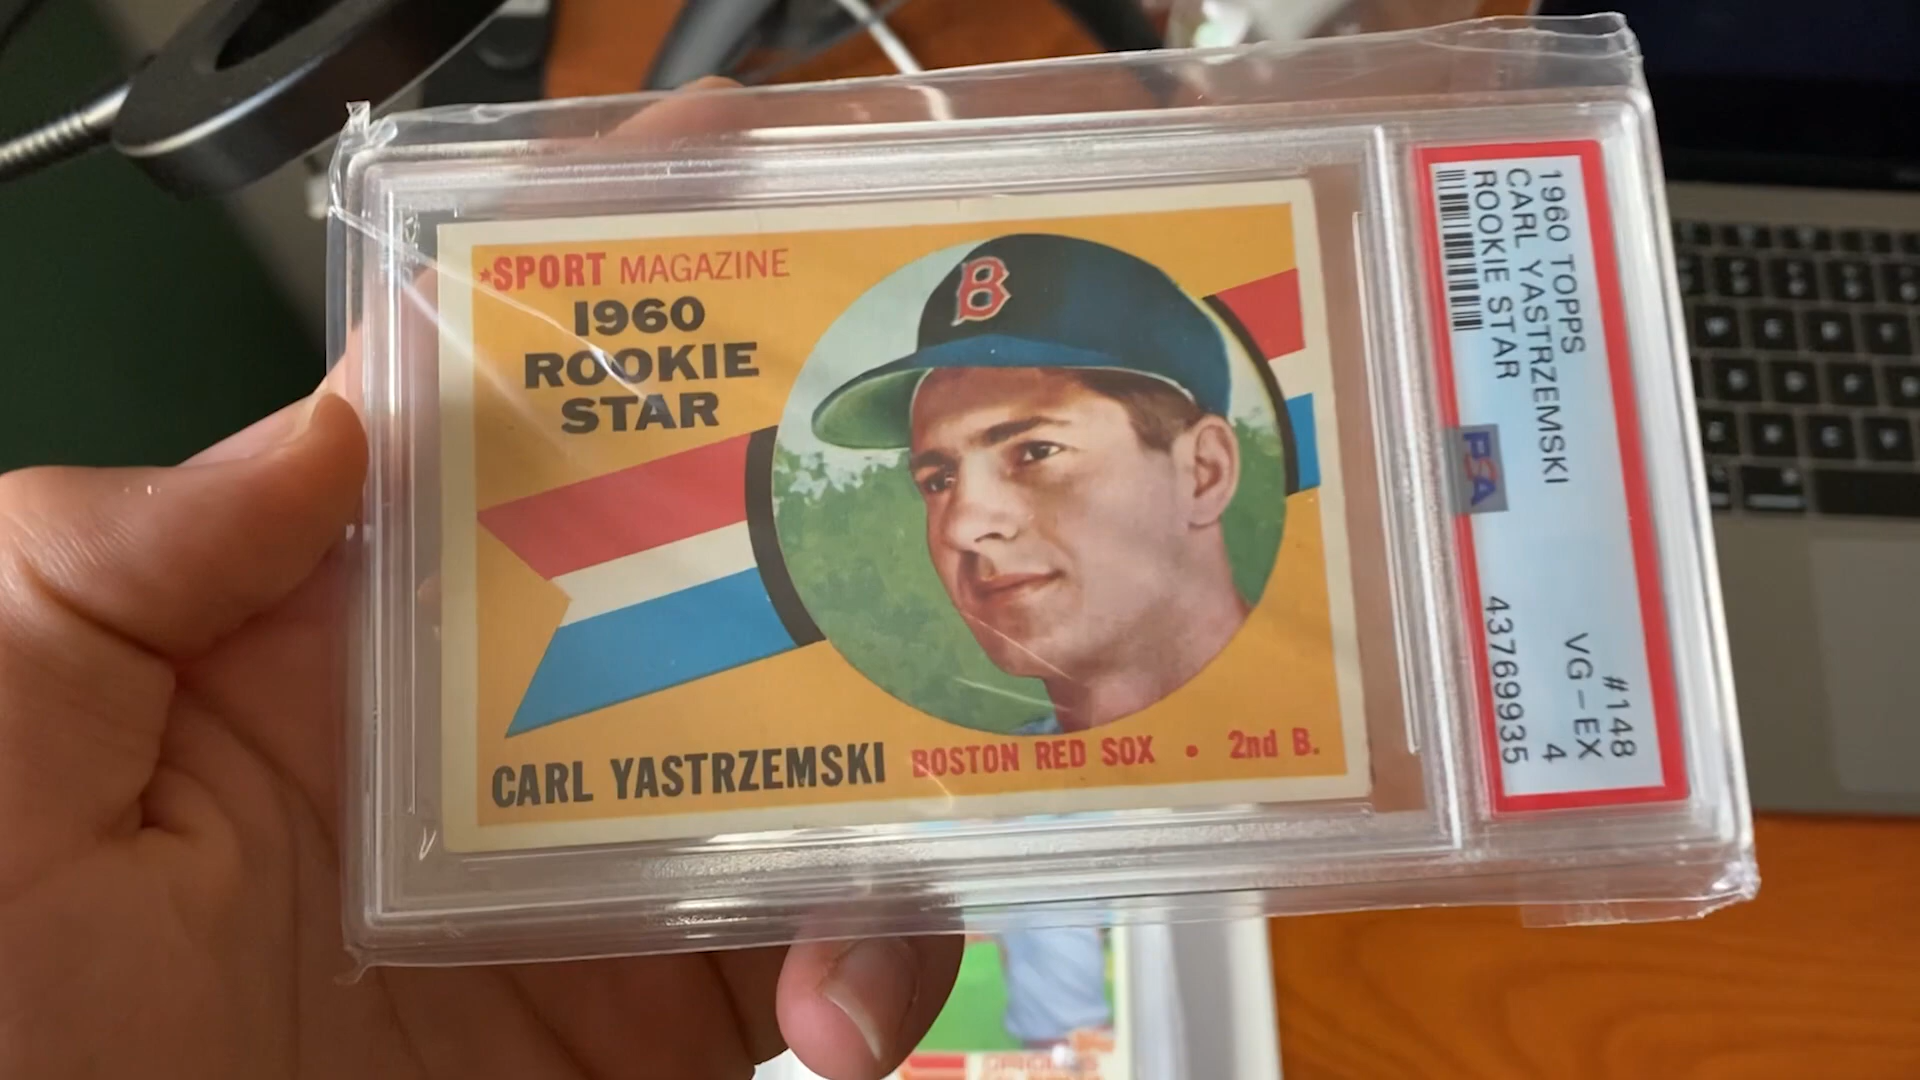 ★SPORT MAGAZINE
1960
ROOKIE
STAR
CARL YASTRZEMSKI BOSTON RED SOX • 2nd B.
B
1960 TOPPS #148
CARL YASTRZEMSKI VG-EX
ROOKIE STAR 4
43769935
PSA